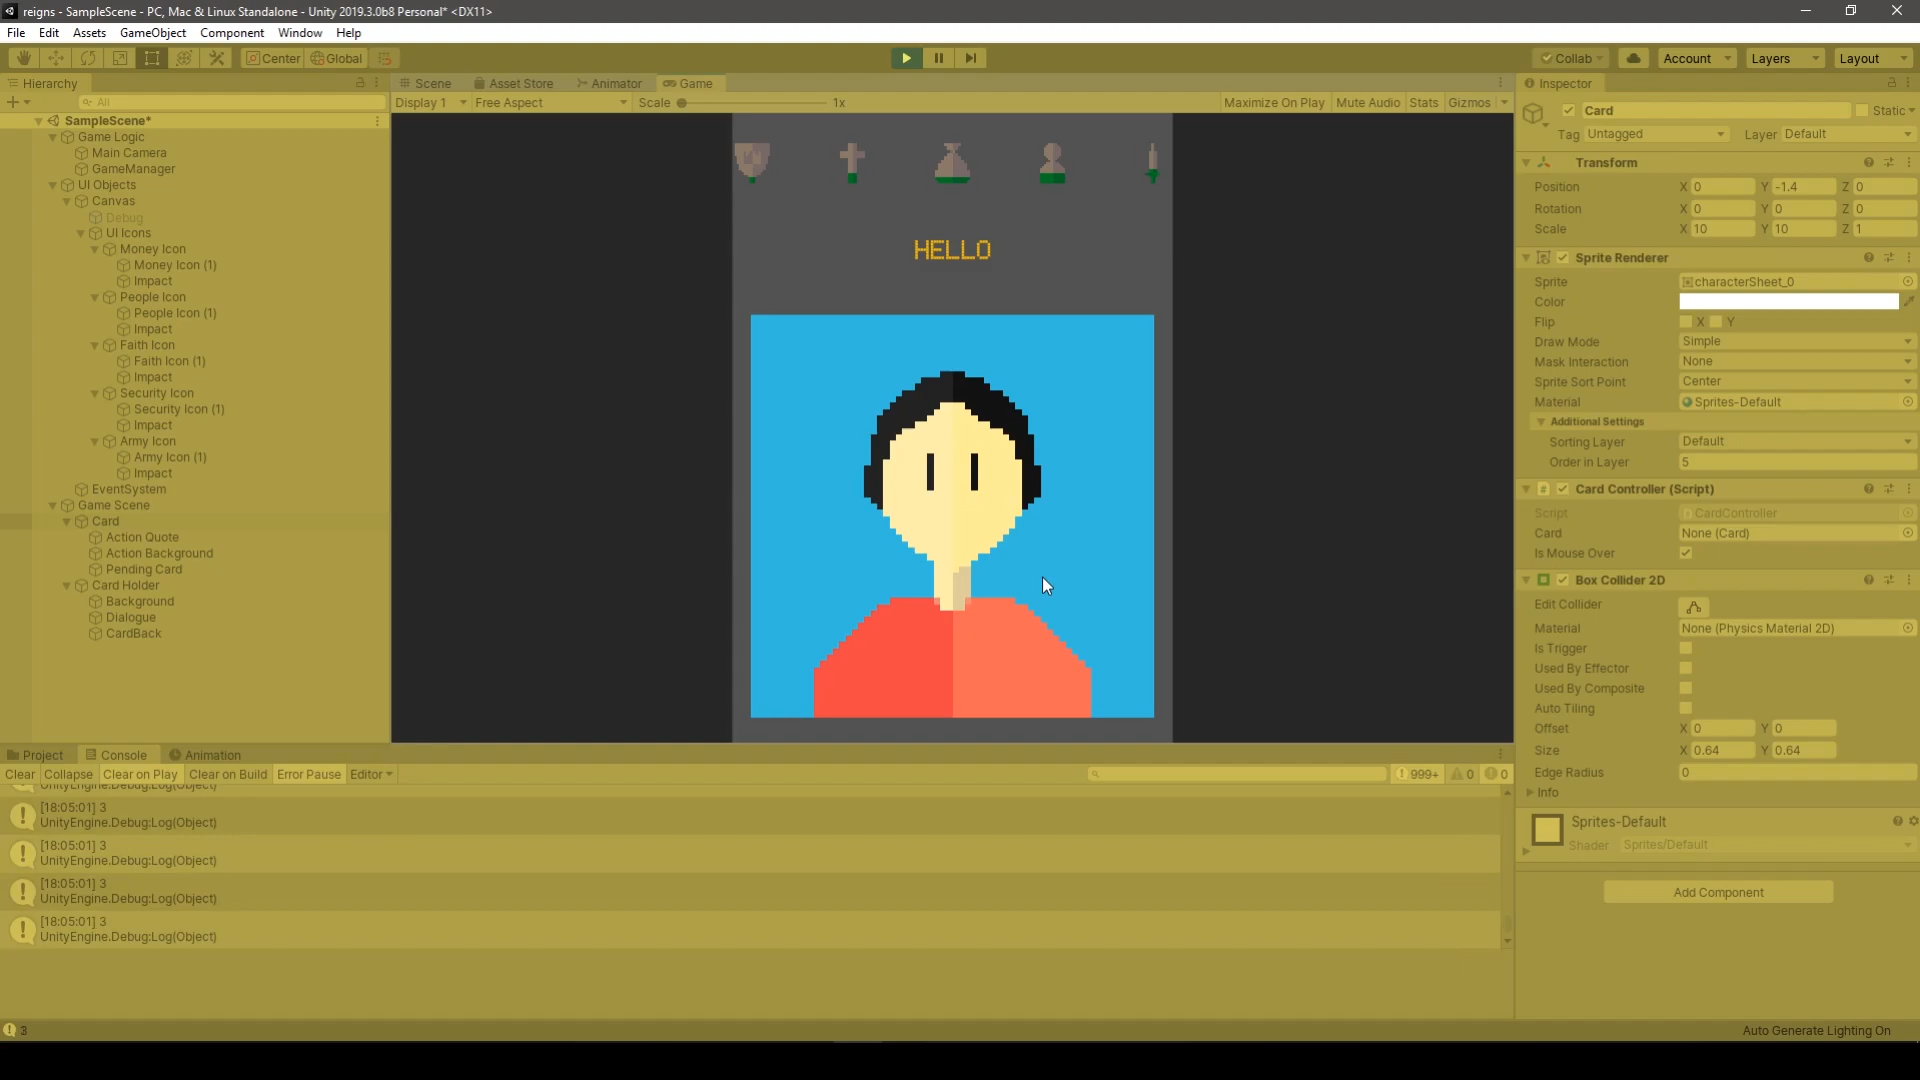 reigns - SampleScene - PC, Mac & Linux Standalone - Unity 2019.3.0b8 Personal* <DX11>
File Edit Assets GameObject Component Window Help
Center Global Collab Account Layers Layout
Hierarchy
All
SampleScene*
Game Logic
Main Camera
GameManager
UI Objects
Canvas
Debug
UI Icons
Money Icon
Money Icon (1)
Impact
People Icon
People Icon (1)
Impact
Faith Icon
Faith Icon (1)
Impact
Security Icon
Security Icon (1)
Impact
Army Icon
Army Icon (1)
Impact
EventSystem
Game Scene
Card
Action Quote
Action Background
Pending Card
Card Holder
Background
Dialogue
CardBack
Scene Asset Store Animator Game
Display 1 Free Aspect Scale 1x Maximize On Play Mute Audio Stats Gizmos
HELLO
Inspector
Card Static
Tag Untagged Layer Default
Transform
Position X 0 Y -1.4 Z 0
Rotation X 0 Y 0 Z 0
Scale X 10 Y 10 Z 1
Sprite Renderer
Sprite characterSheet_0
Color
Flip X Y
Draw Mode Simple
Mask Interaction None
Sprite Sort Point Center
Material Sprites-Default
Additional Settings
Sorting Layer Default
Order in Layer 5
Card Controller (Script)
Script CardController
Card None (Card)
Is Mouse Over
Box Collider 2D
Edit Collider
Material None (Physics Material 2D)
Is Trigger
Used By Effector
Used By Composite
Auto Tiling
Offset X 0 Y 0
Size X 0.64 Y 0.64
Edge Radius 0
Info
Sprites-Default
Shader Sprites/Default
Add Component
Project Console Animation
Clear Collapse Clear on Play Clear on Build Error Pause Editor 999+ 0 0
UnityEngine.Debug:Log(Object)
[18:05:01] 3
UnityEngine.Debug:Log(Object)
[18:05:01] 3
UnityEngine.Debug:Log(Object)
[18:05:01] 3
UnityEngine.Debug:Log(Object)
[18:05:01] 3
UnityEngine.Debug:Log(Object)
3
Auto Generate Lighting On